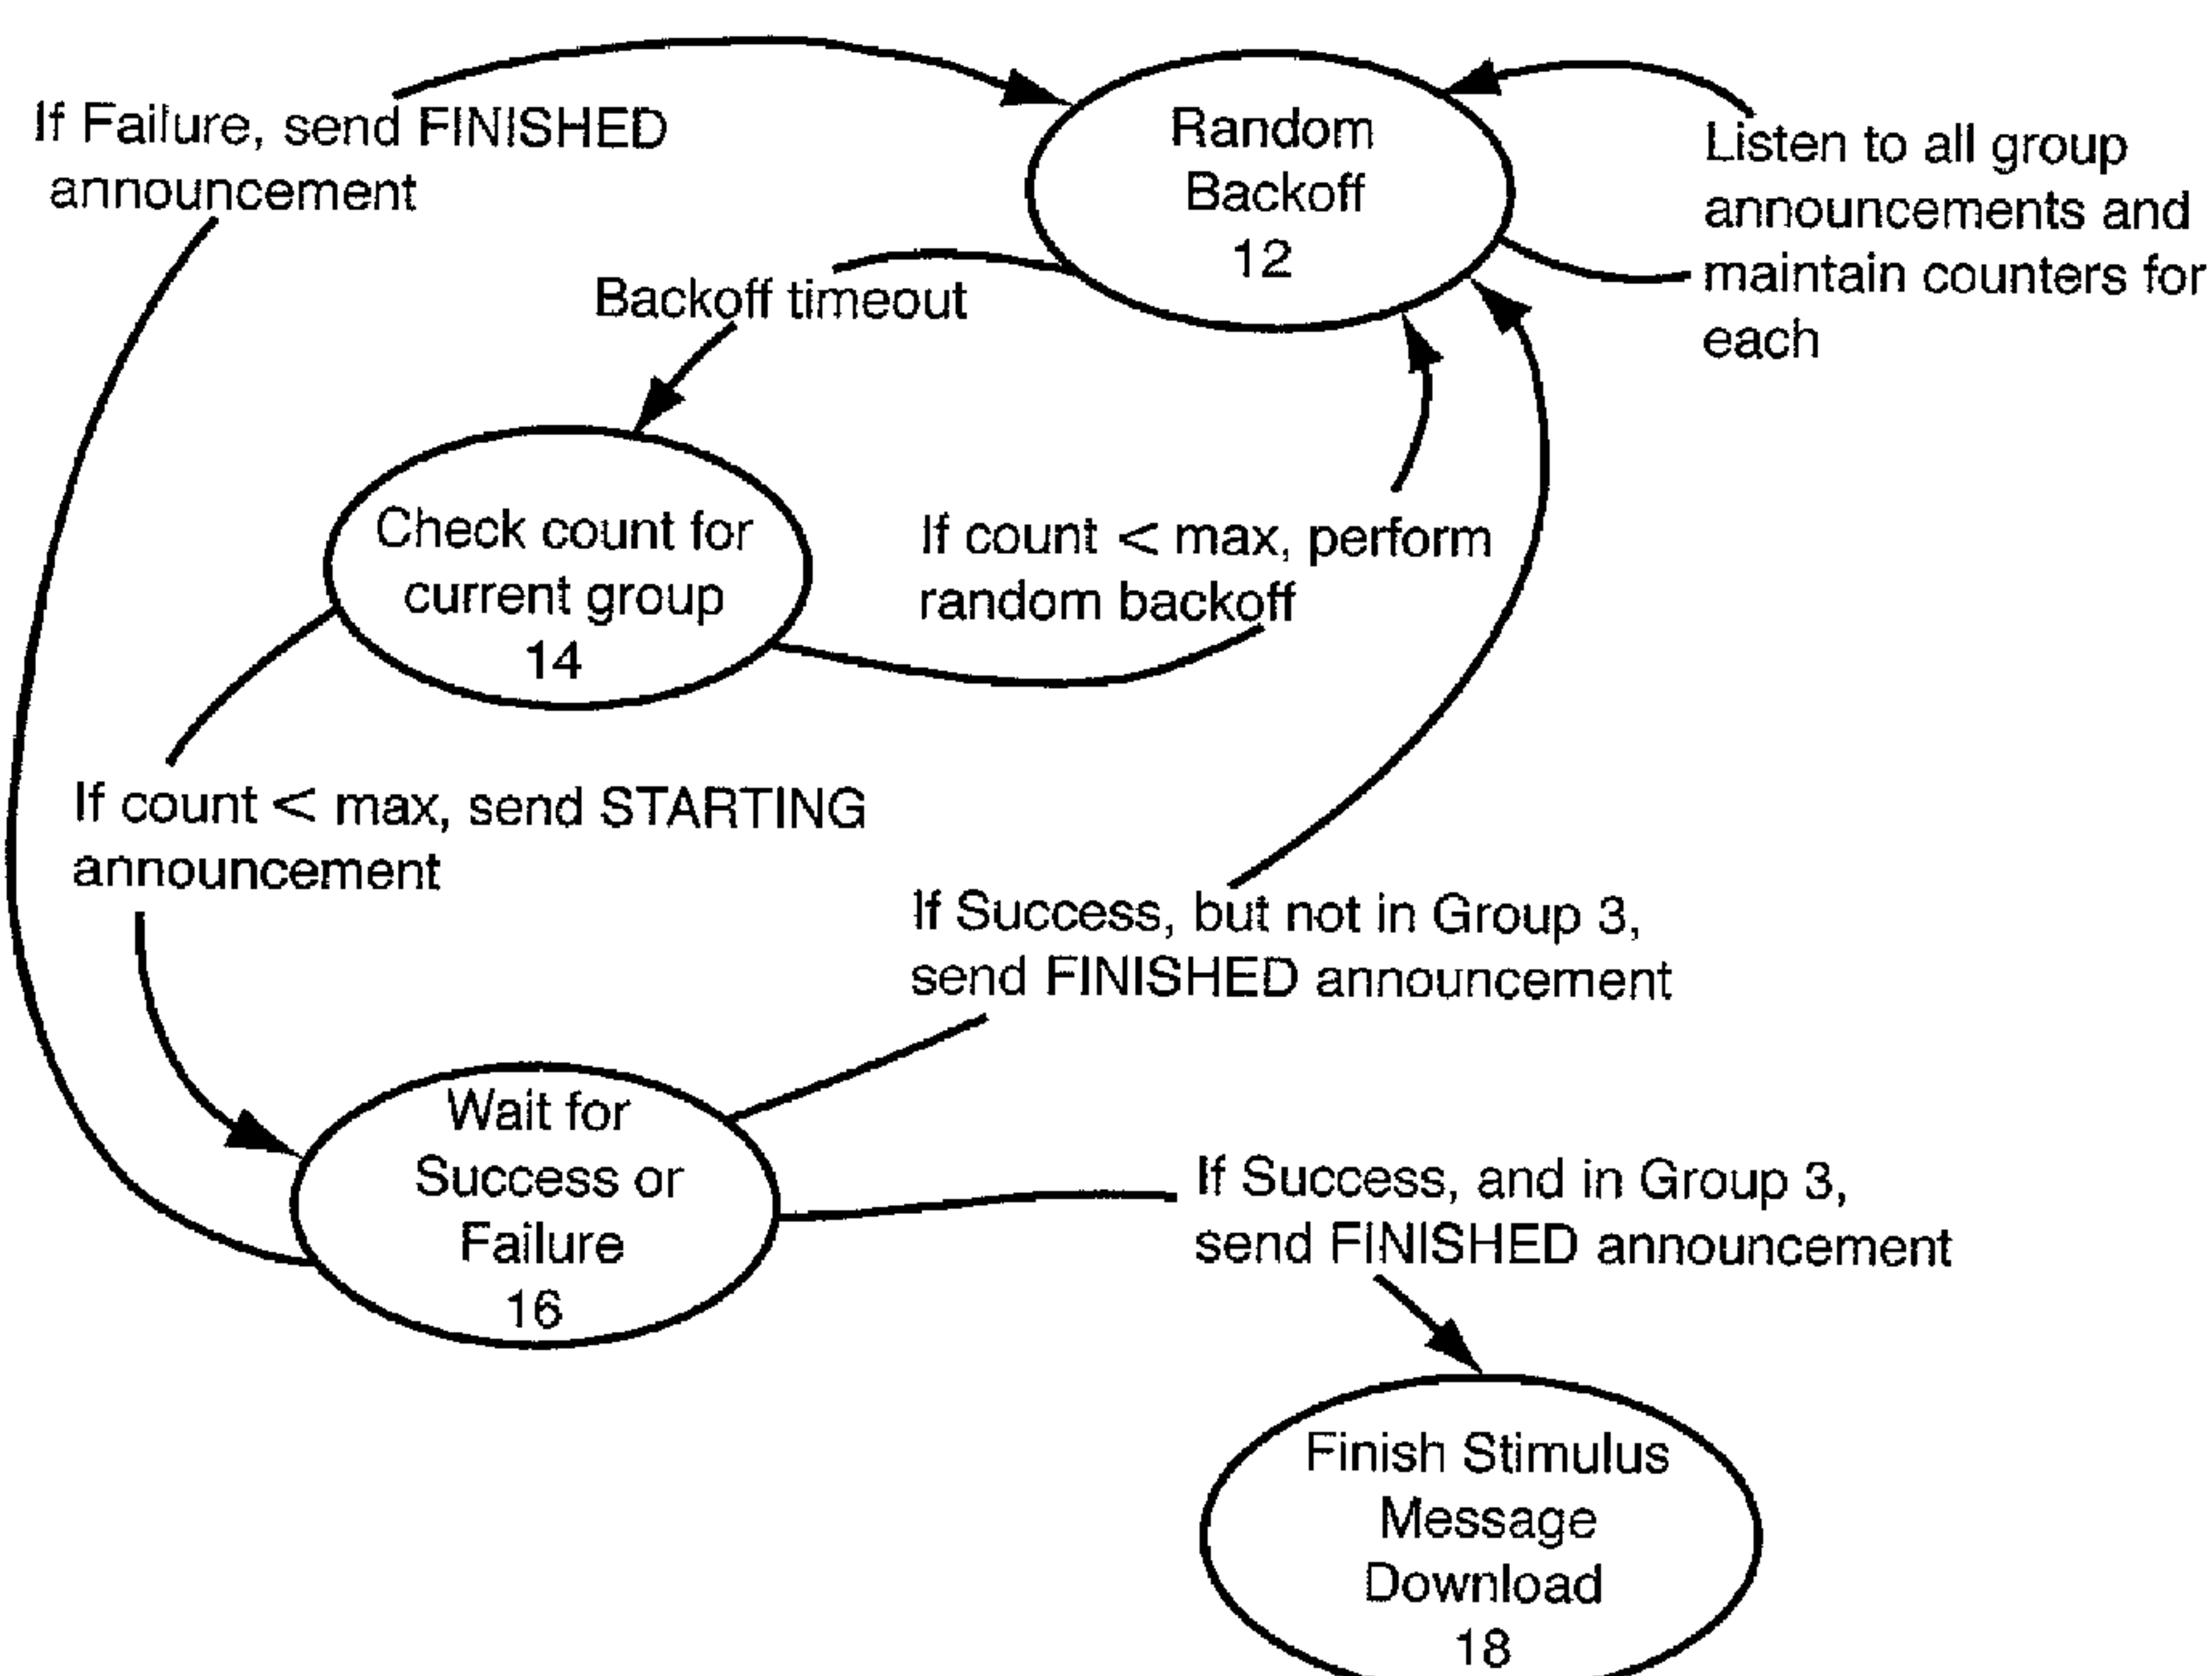 If Failure, send FINISHED
announcement
Random
Backoff
12
Listen to all group
announcements and
maintain counters for
each
Backoff timeout
Check count for
current group
14
If count < max, perform
random backoff
If count < max, send STARTING
announcement
If Success, but not in Group 3,
send FINISHED announcement
Wait for
Success or
Failure
16
If Success, and in Group 3,
send FINISHED announcement
Finish Stimulus
Message
Download
18